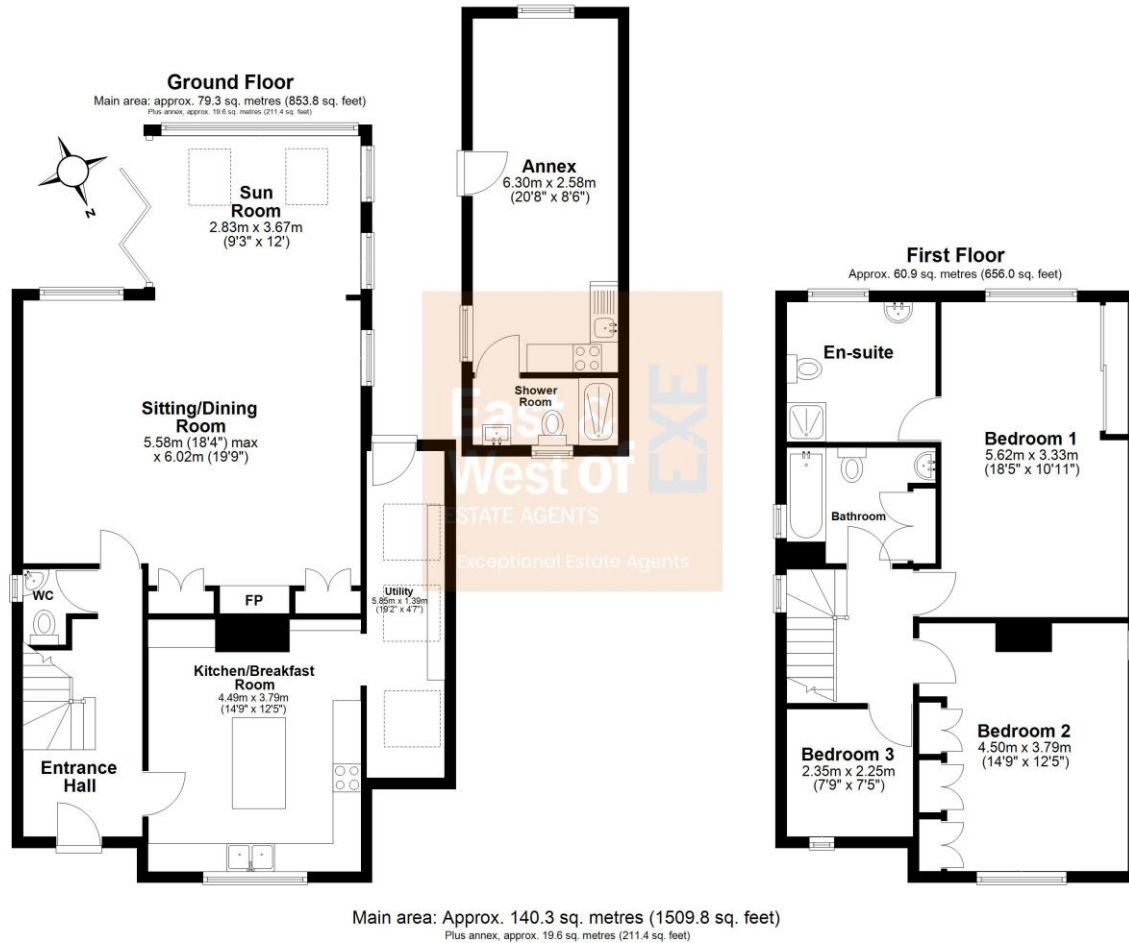 Ground Floor
Main area: approx. 79.3 sq. metres (853.8 sq. feet)
Plus annex, approx. 19.6 sq. metres (211.4 sq. feet)
N
Sun
Room
2.83m x 3.67m
(9'3" x 12')
Sitting/Dining
Room
5.58m (18'4") max
x 6.02m (19'9")
WC
FP
Kitchen/Breakfast
Room
4.49m x 3.79m
(14'9" x 12'5")
Entrance
Hall
Utility
5.85m x 1.39m
(19'2" x 4'7")
Annex
6.30m x 2.58m
(20'8" x 8'6")
Shower
Room
East &
West Of
EXE
ESTATE AGENTS
Exceptional Estate Agents
First Floor
Approx. 60.9 sq. metres (656.0 sq. feet)
En-suite
Bedroom 1
5.62m x 3.33m
(18'5" x 10'11")
Bathroom
Bedroom 2
4.50m x 3.79m
(14'9" x 12'5")
Bedroom 3
2.35m x 2.25m
(7'9" x 7'5")
Main area: Approx. 140.3 sq. metres (1509.8 sq. feet)
Plus annex, approx. 19.6 sq. metres (211.4 sq. feet)